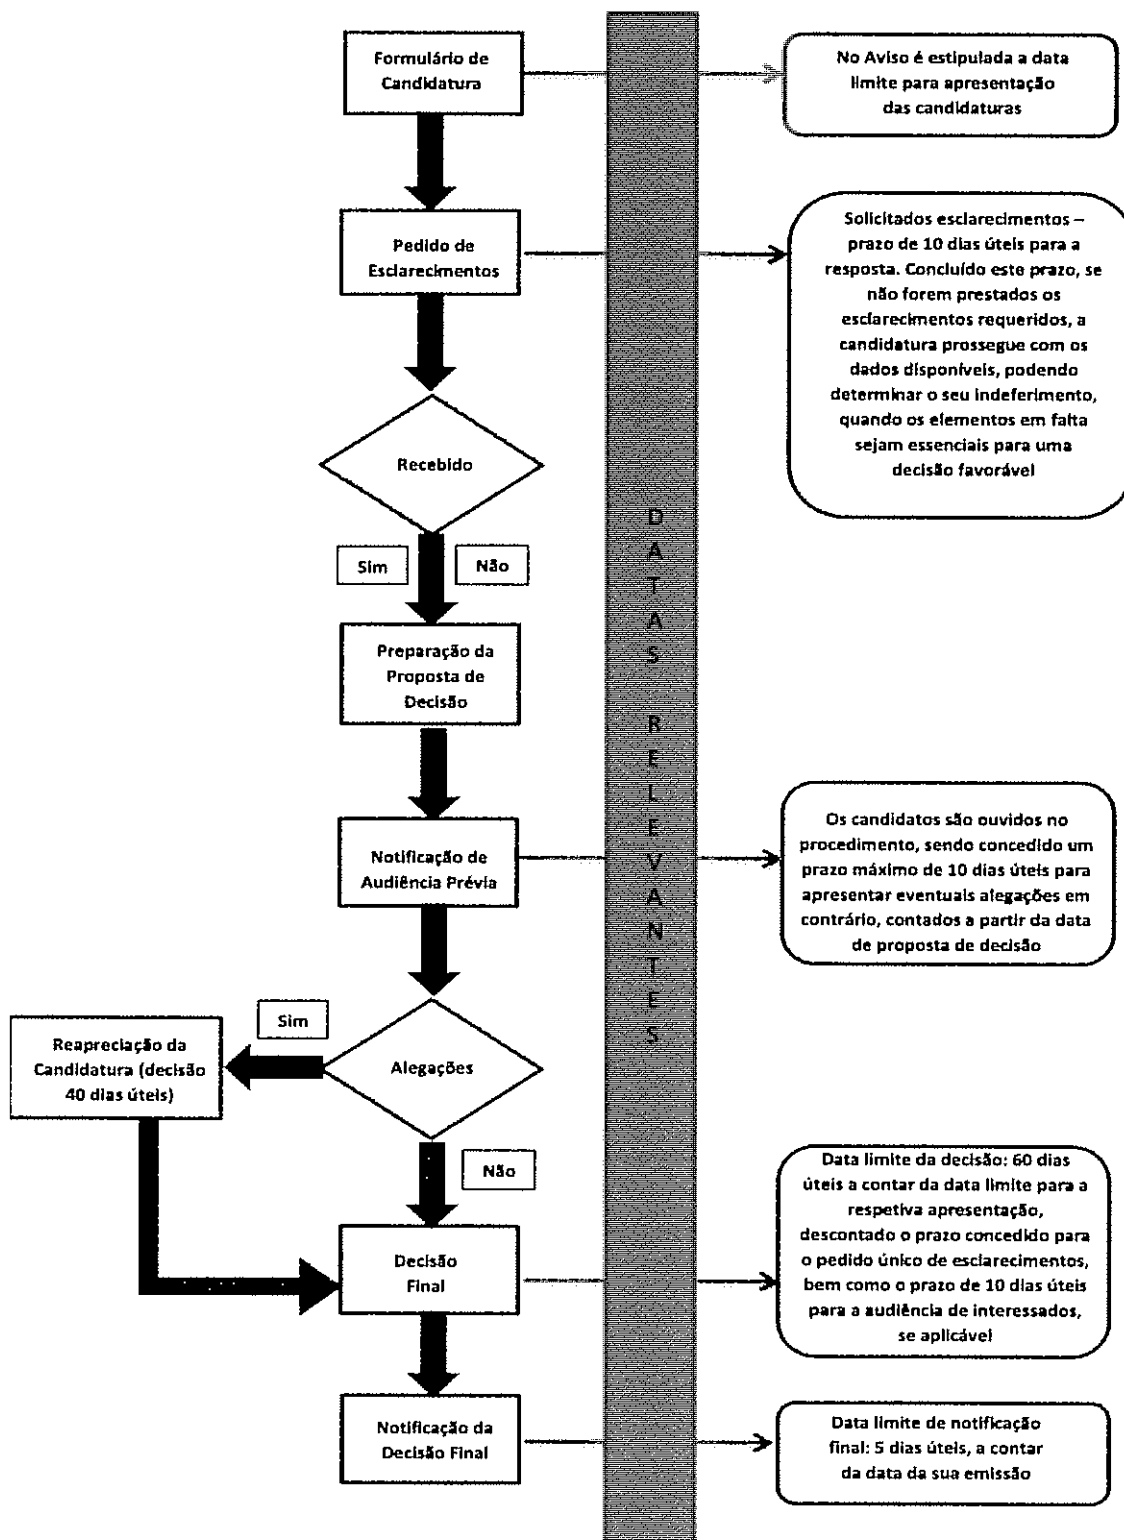 Formulário de
Candidatura
No Aviso é estipulada a data
limite para apresentação
das candidaturas
Pedido de
Esclarecimentos
Solicitados esclarecimentos –
prazo de 10 dias úteis para a
resposta. Concluído este prazo, se
não forem prestados os
esclarecimentos requeridos, a
candidatura prossegue com os
dados disponíveis, podendo
determinar o seu indeferimento,
quando os elementos em falta
sejam essenciais para uma
decisão favorável
Recebido
Sim
Não
Preparação da
Proposta de
Decisão
DATAS RELEVANTES
Notificação de
Audiência Prévia
Os candidatos são ouvidos no
procedimento, sendo concedido um
prazo máximo de 10 dias úteis para
apresentar eventuais alegações em
contrário, contados a partir da data
de proposta de decisão
Sim
Reapreciação da
Candidatura (decisão
40 dias úteis)
Alegações
Não
Decisão
Final
Data limite da decisão: 60 dias
úteis a contar da data limite para a
respetiva apresentação,
descontado o prazo concedido para
o pedido único de esclarecimentos,
bem como o prazo de 10 dias úteis
para a audiência de interessados,
se aplicável
Notificação da
Decisão Final
Data limite de notificação
final: 5 dias úteis, a contar
da data da sua emissão